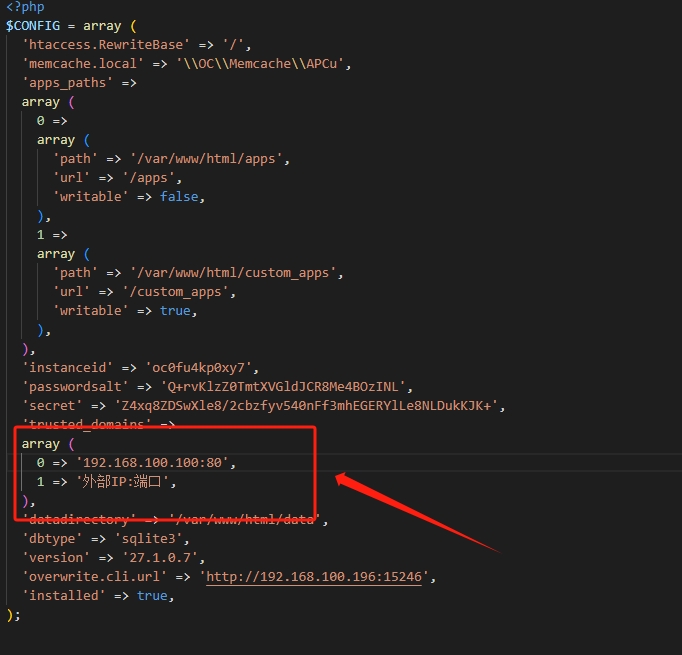 <?php
$CONFIG = array (
'htaccess.RewriteBase' => '/',
'memcache.local' => '\\OC\\Memcache\\APCu',
'apps_paths' =>
array (
0 =>
array (
'path' => '/var/www/html/apps',
'url' => '/apps',
'writable' => false,
),
1 =>
array (
'path' => '/var/www/html/custom_apps',
'url' => '/custom_apps',
'writable' => true,
),
),
'instanceid' => 'oc0fu4kp0xy7',
'passwordsalt' => 'Q+rvKlzZ0TmtXVGldJCR8Me4BOzINL',
'secret' => 'Z4xq8ZDSwXle8/2cbzfyv540nFf3mhEGERYlLe8NLDukKJK+',
'trusted_domains' =>
array (
0 => '192.168.100.100:80',
1 => '外部IP:端口',
),
'datadirectory' => '/var/www/html/data',
'dbtype' => 'sqlite3',
'version' => '27.1.0.7',
'overwrite.cli.url' => 'http://192.168.100.196:15246',
'installed' => true,
);